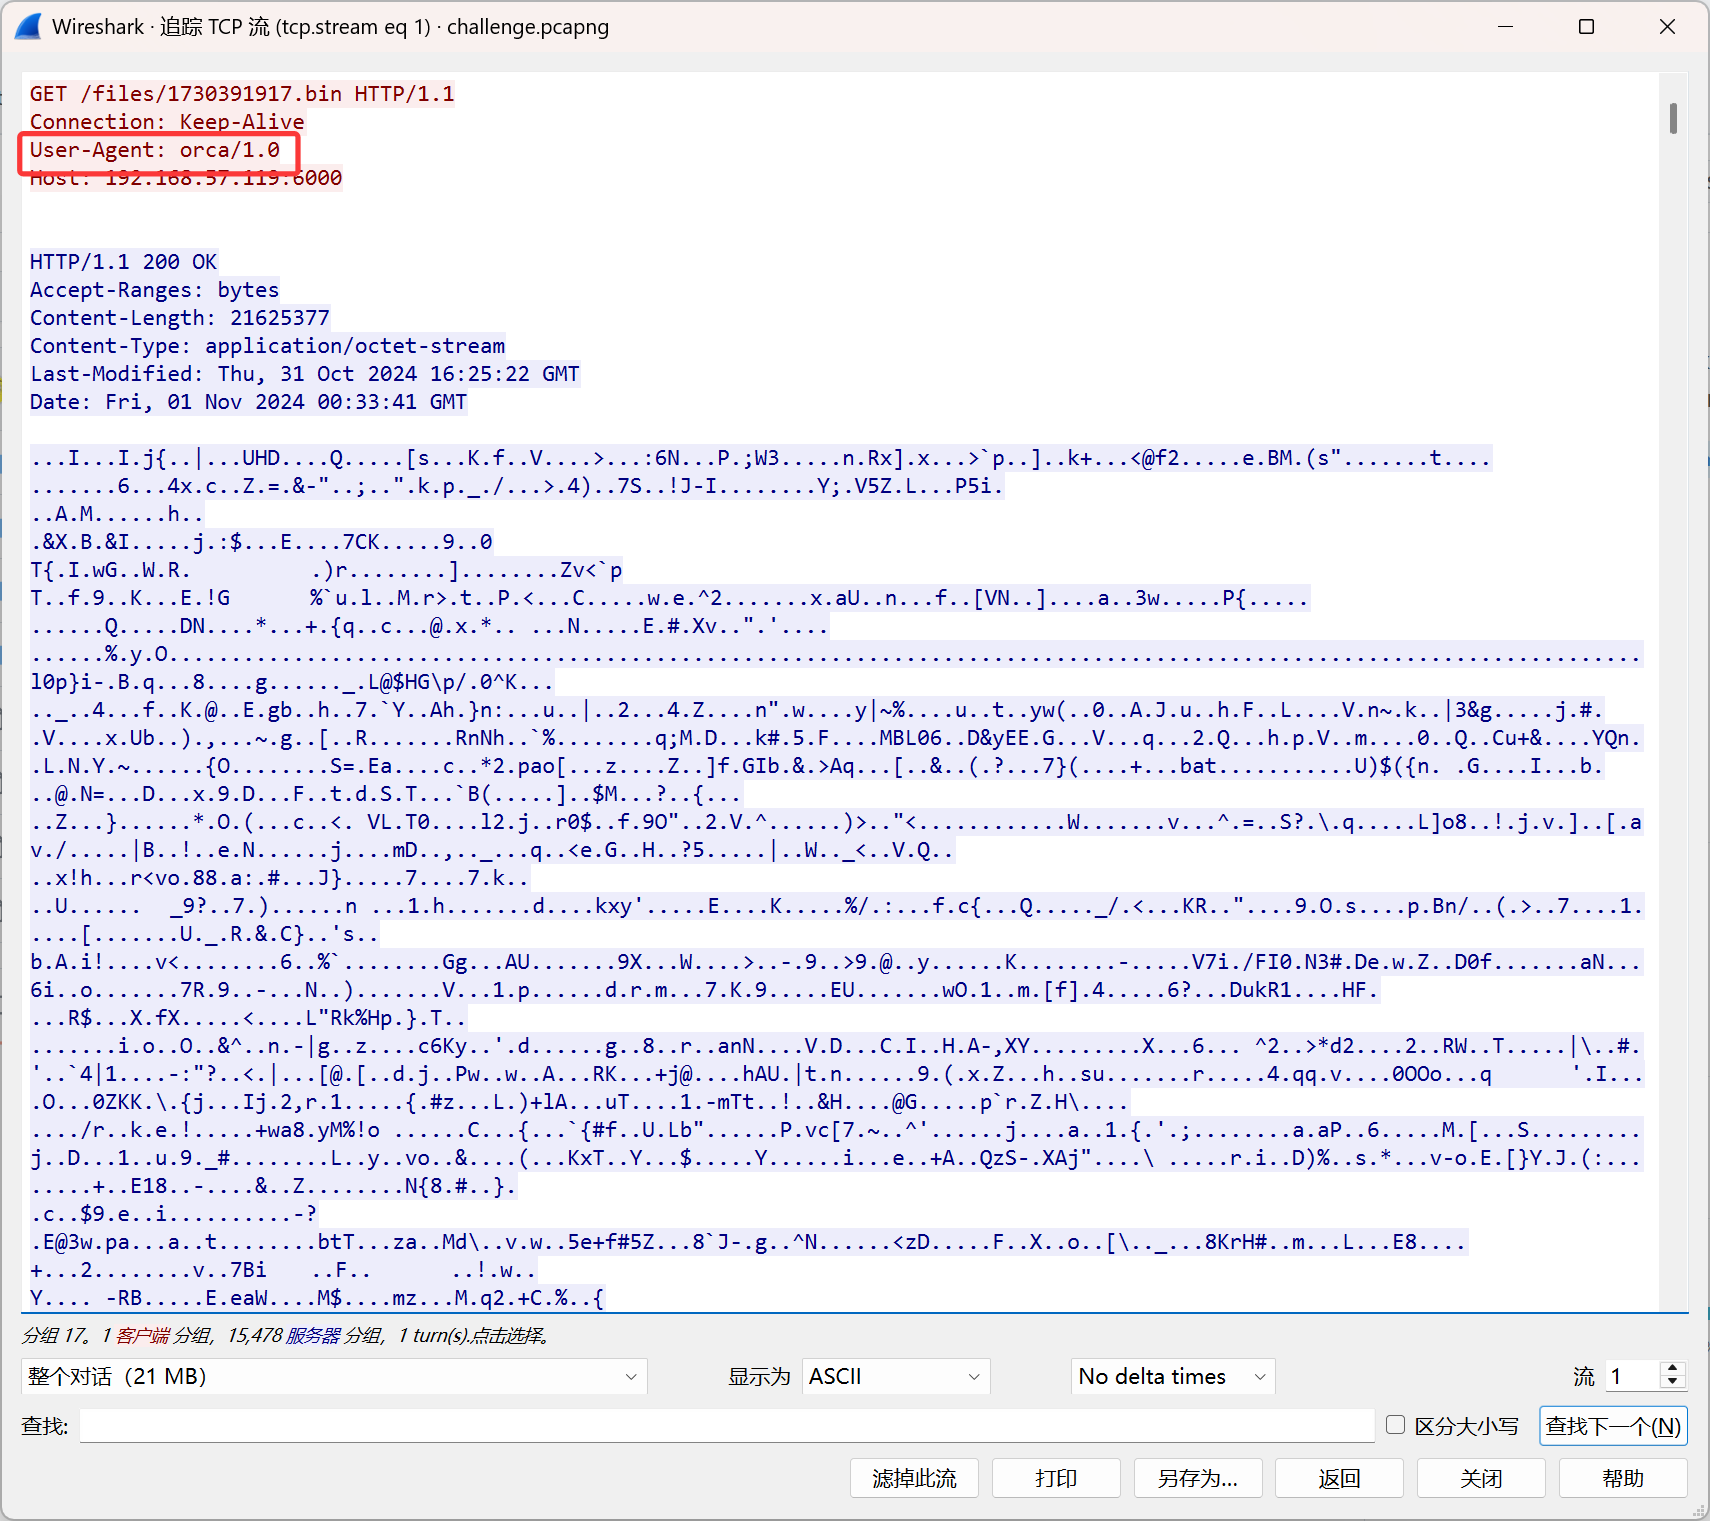 Wireshark · 追踪 TCP 流 (tcp.stream eq 1) · challenge.pcapng
GET /files/1730391917.bin HTTP/1.1
Connection: Keep-Alive
User-Agent: orca/1.0
Host: 192.168.57.119:6000
HTTP/1.1 200 OK
Accept-Ranges: bytes
Content-Length: 21625377
Content-Type: application/octet-stream
Last-Modified: Thu, 31 Oct 2024 16:25:22 GMT
Date: Fri, 01 Nov 2024 00:33:41 GMT
...I...I.j{..|...UHD....Q.....[s...K.f..V....>...:6N...P.;W3.....n.Rx].x...>`p..]..k+...<@f2.....e.BM.(s".......t....
.......6...4x.c..Z.=.&-"..;..".k.p._./...>.4)..7S..!J-I........Y;.V5Z.L...P5i.
..A.M......h..
.&X.B.&I.....j.:$...E....7CK.....9..0
T{.I.wG..W.R. .)r........]........Zv<`p
T..f.9..K...E.!G %`u.l..M.r>.t..P.<...C.....w.e.^2.......x.aU..n...f..[VN..]....a..3w.....P{.....
......Q.....DN....*...+.{q..c...@.x.*.. ...N.....E.#.Xv..".'....
l0p}i-.B.q...8....g......_.L@$HG\p/.0^K...
.._..4...f..K.@..E.gb..h..7.`Y..Ah.}n:...u..|..2...4.Z....n".w....y|~%....u..t..yw(..0..A.J.u..h.F..L....V.n~.k..|3&g.....j.#.
.V....x.Ub..).,...~.g..[..R.......RnNh..`%........q;M.D...k#.5.F....MBL06..D&yEE.G...V...q...2.Q...h.p.V..m....0..Q..Cu+&....YQn.
.L.N.Y.~......{O........S=.Ea....c..*2.pao[...z....Z..]f.GIb.&.>Aq...[..&..(.?...7}(....+...bat...........U)$({n. .G....I...b.
..@.N=...D...x.9.D...F..t.d.S.T...`B(.....]..$M...?..{...
..Z...}......*.O.(...c..<. VL.T0....l2.j..r0$..f.9O"..2.V.^......)>.."<............W.......v...^.=..S?.\.q.....L]o8..!.j.v.]..[.a
v./.....|B..!..e.N......j....mD..,.._...q..<e.G..H..?5.....|..W.._<..V.Q..
..x!h...r<vo.88.a:.#...J}.....7....7.k..
..U...... _9?..7.)......n ...1.h.......d....kxy'.....E....K.....%/.:...f.c{...Q....._/.<...KR.."....9.O.s....p.Bn/..(.>..7....1.
....[.......U._.R.&.C}..'s..
b.A.i!....v<........6..%`........Gg...AU.......9X...W....>..-.9..>9.@..y......K........-.....V7i./FI0.N3#.De.w.Z..D0f.......aN...
6i..o.......7R.9..-...N..).......V...1.p......d.r.m...7.K.9.....EU.......wO.1..m.[f].4.....6?...DukR1....HF.
...R$...X.fX.....<....L"Rk%Hp.}.T..
.......i.o..O..&^..n.-|g..z....c6Ky..'.d......g..8..r..anN....V.D...C.I..H.A-,XY.........X...6... ^2..>*d2....2..RW..T.....|\..#.
'..`4|1....-:"?..<.|...[@.[..d.j..Pw..w..A...RK...+j@....hAU.|t.n......9.(.x.Z...h..su.......r.....4.qq.v....0OOo...q '.I...
.O...0ZKK.\.{j...Ij.2,r.1.....{.#z...L.)+lA...uT....1.-mTt..!..&H....@G.....p`r.Z.H\....
..../r..k.e.!.....+wa8.yM%!o ......C...{...`{#f..U.Lb"......P.vc[7.~..^'......j....a..1.{.'.;........a.aP..6.....M.[...S.........
j..D...1..u.9._#........L..y..vo..&....(...KxT..Y...$.....Y......i...e..+A..QzS-.XAj"....\ .....r.i..D)%..s.*...v-o.E.[}Y.J.(:...
.....+..E18..-....&..Z........N{8.#..}.
.c..$9.e..i..........-?
.E@3w.pa...a..t........btT...za..Md\..v.w..5e+f#5Z...8`J-.g..^N......<zD.....F..X..o..[\.._...8KrH#..m...L...E8....
+...2........v..7Bi ..F.. ..!.w..
Y.... -RB.....E.eaW....M$....mz...M.q2.+C.%..{
分组 17。1 客户端 分组，15,478 服务器 分组，1 turn(s).点击选择。
整个对话（21 MB） 显示为 ASCII No delta times 流 1
查找: 区分大小写 查找下一个(N)
滤掉此流 打印 另存为... 返回 关闭 帮助